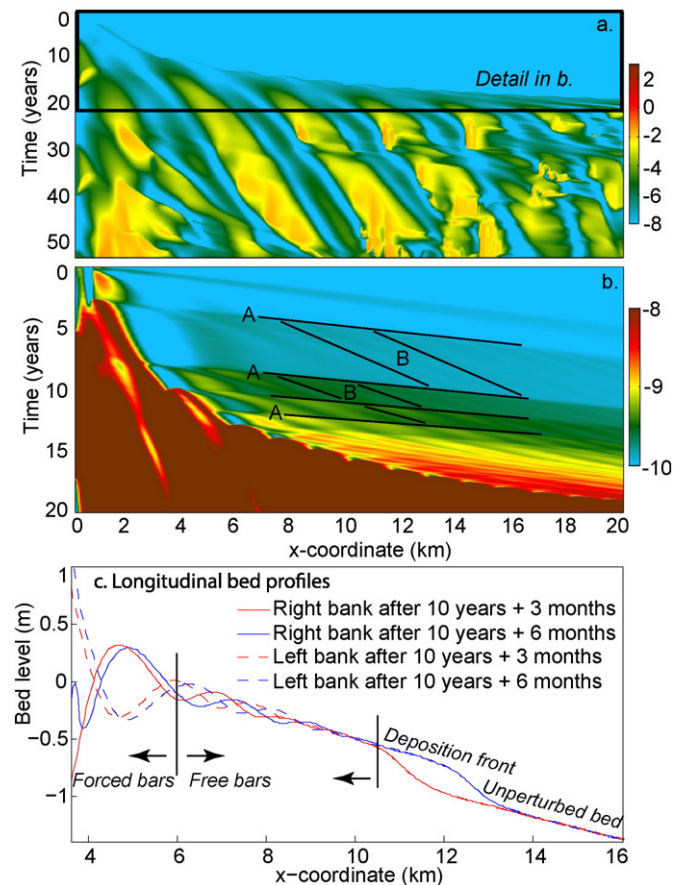 0
a.
10
20
30
40
50
Time (years)
Detail in b.
2
0
-2
-4
-6
-8
0
b.
5
10
15
20
Time (years)
A
B
A
B
A
-8
-9
-10
0 2 4 6 8 10 12 14 16 18 20
x-coordinate (km)
c. Longitudinal bed profiles
1
0.5
0
-0.5
-1
Bed level (m)
Right bank after 10 years + 3 months
Right bank after 10 years + 6 months
Left bank after 10 years + 3 months
Left bank after 10 years + 6 months
Forced bars
Free bars
Deposition front
Unperturbed bed
4 6 8 10 12 14 16
x−coordinate (km)